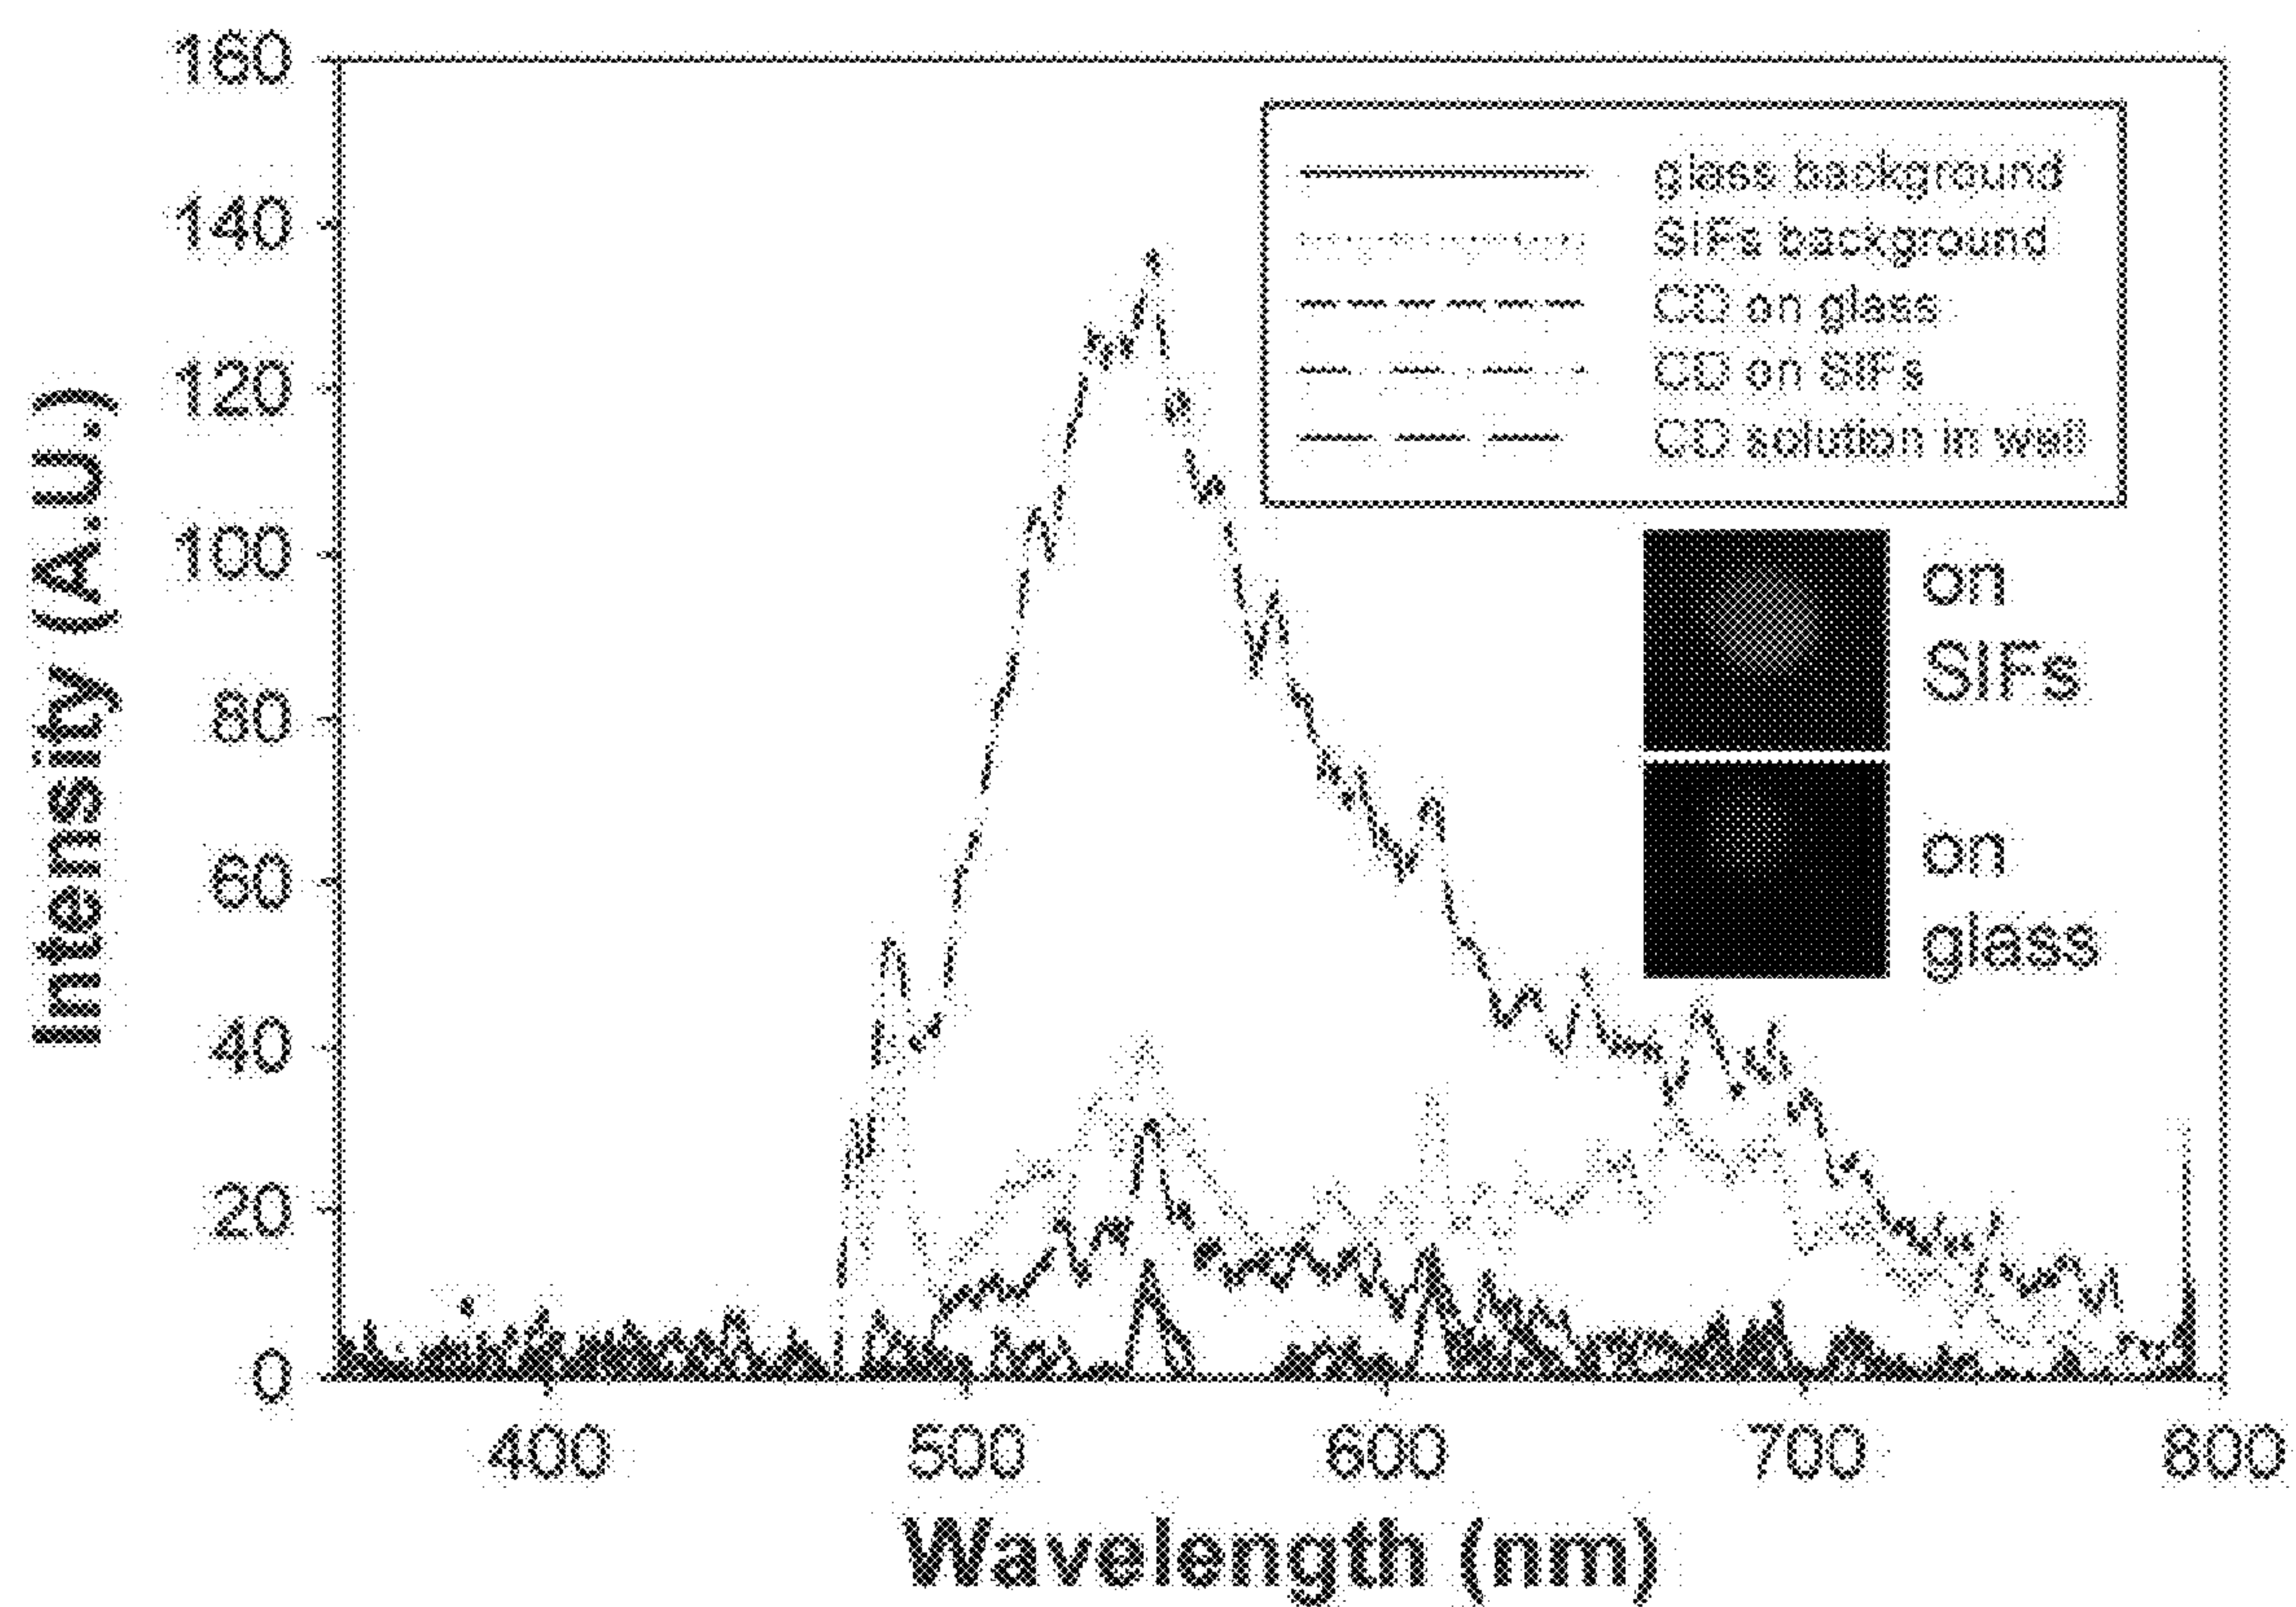 160
140
120
100
80
60
40
20
0
Intensity (A.U.)
glass background
SIFs background
CD on glass
CD on SIFs
CD solution in well
on
SIFs
on
glass
400 500 600 700 800
Wavelength (nm)